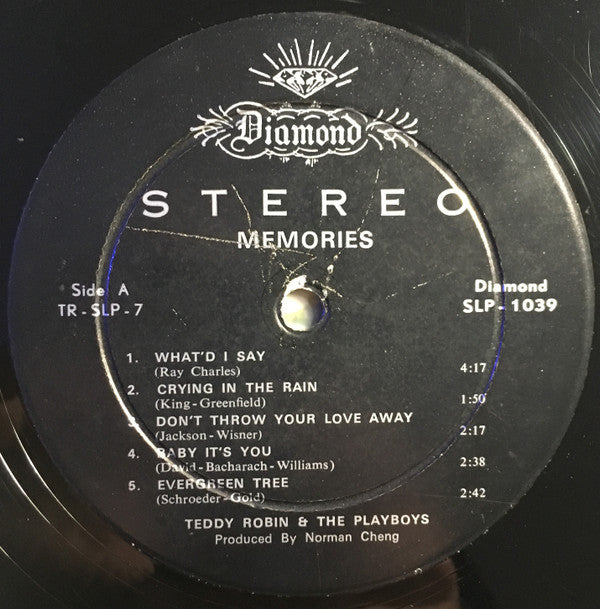 Diamond
STEREO
MEMORIES
Side A
TR-SLP-7
Diamond
SLP-1039
1. WHAT'D I SAY
(Ray Charles) 4:17
2. CRYING IN THE RAIN
(King-Greenfield) 1:50
3. DON'T THROW YOUR LOVE AWAY
(Jackson-Wisner) 2:17
4. BABY IT'S YOU
(David-Bacharach-Williams) 2:38
5. EVERGREEN TREE
(Schroeder-Gold) 2:42
TEDDY ROBIN & THE PLAYBOYS
Produced By Norman Cheng